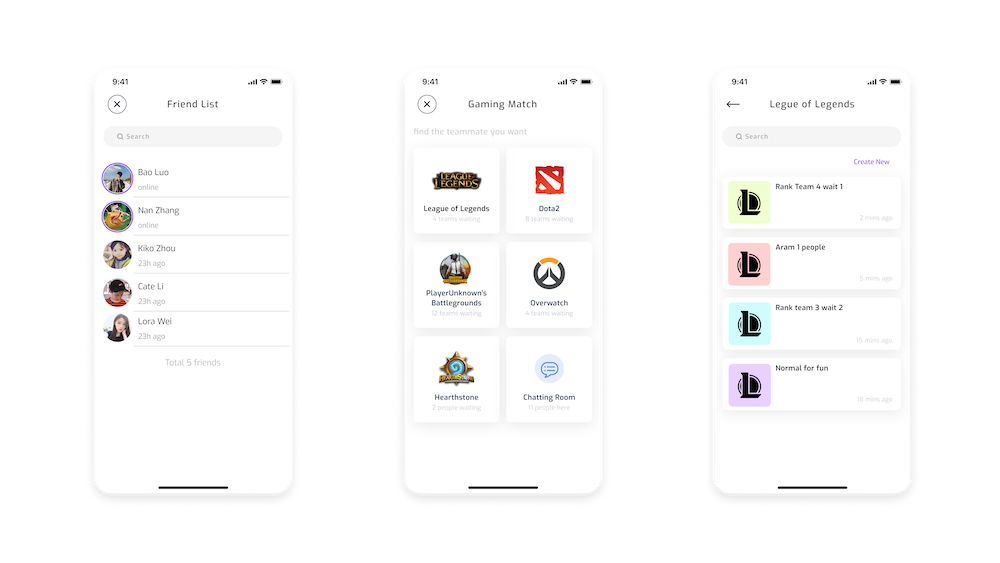 9:41
Friend List
Search
Bao Luo
online
Nan Zhang
online
Kiko Zhou
23h ago
Cate Li
23h ago
Lora Wei
23h ago
Total 5 friends
9:41
Gaming Match
find the teammate you want
LEAGUE OF
LEGENDS
League of Legends
4 teams waiting
Dota2
8 teams waiting
PlayerUnknown's
Battlegrounds
12 teams waiting
Overwatch
4 teams waiting
Hearthstone
2 people waiting
Chatting Room
11 people here
9:41
Legue of Legends
Search
Create New
Rank Team 4 wait 1
2 mins ago
Aram 1 people
5 mins ago
Rank team 3 wait 2
15 mins ago
Normal for fun
18 mins ago